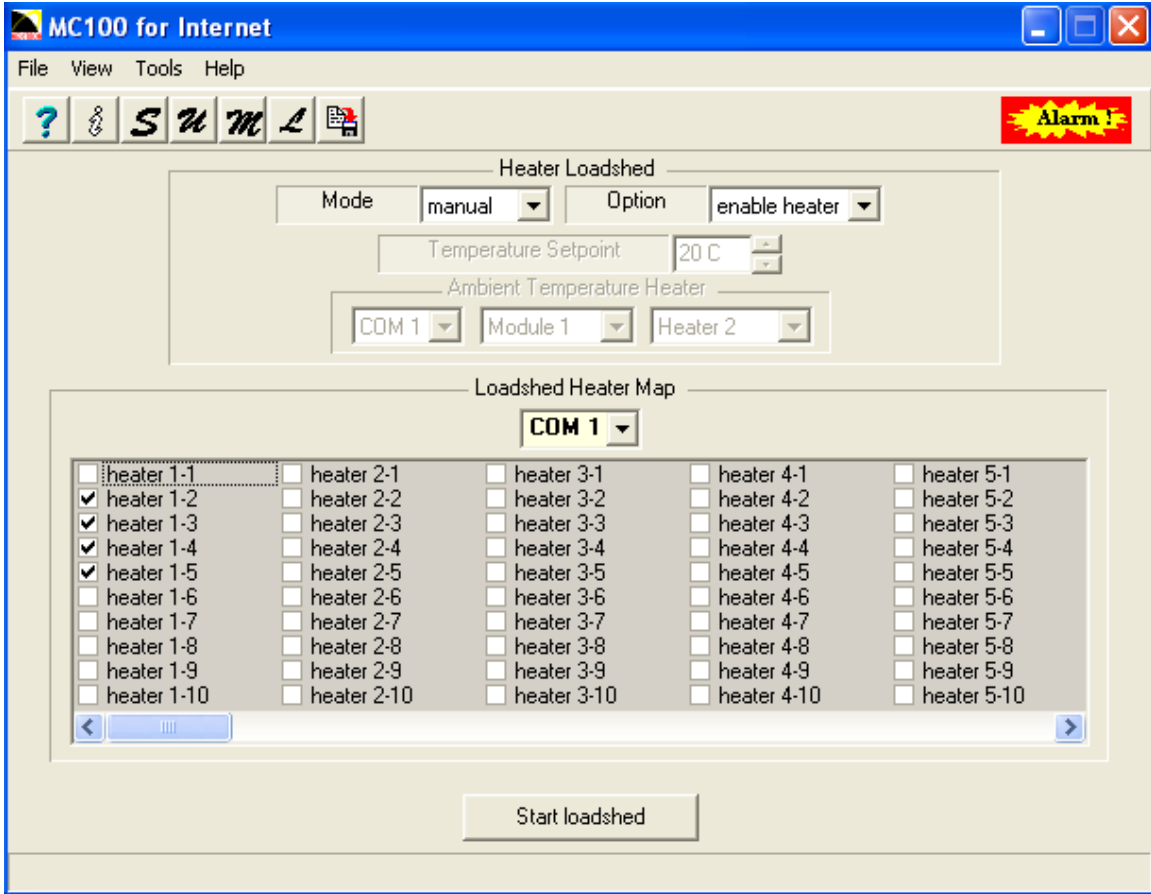 MC100 for Internet
File View Tools Help
? i S U M L Alarm !
Heater Loadshed
Mode manual Option enable heater
Temperature Setpoint 20 C
Ambient Temperature Heater
COM 1 Module 1 Heater 2
Loadshed Heater Map
COM 1
heater 1-1 heater 2-1 heater 3-1 heater 4-1 heater 5-1
heater 1-2 heater 2-2 heater 3-2 heater 4-2 heater 5-2
heater 1-3 heater 2-3 heater 3-3 heater 4-3 heater 5-3
heater 1-4 heater 2-4 heater 3-4 heater 4-4 heater 5-4
heater 1-5 heater 2-5 heater 3-5 heater 4-5 heater 5-5
heater 1-6 heater 2-6 heater 3-6 heater 4-6 heater 5-6
heater 1-7 heater 2-7 heater 3-7 heater 4-7 heater 5-7
heater 1-8 heater 2-8 heater 3-8 heater 4-8 heater 5-8
heater 1-9 heater 2-9 heater 3-9 heater 4-9 heater 5-9
heater 1-10 heater 2-10 heater 3-10 heater 4-10 heater 5-10
Start loadshed